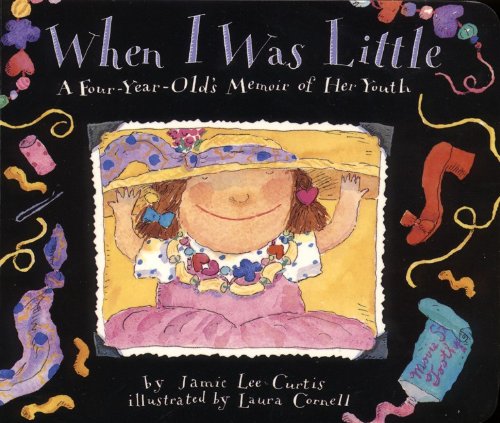 When I Was Little
A Four-Year-Old's Memoir of Her Youth
by Jamie Lee Curtis
illustrated by Laura Cornell